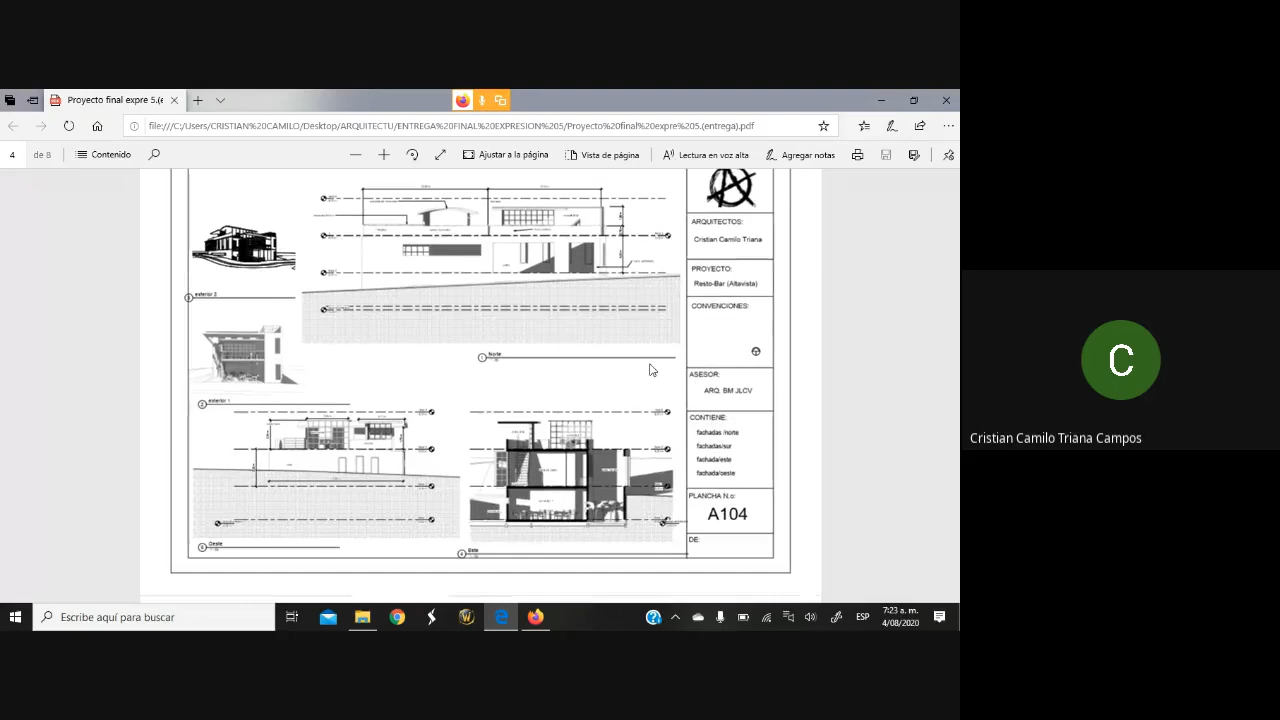 Proyecto final expre 5.(e
file:///C:/Users/CRISTIAN%20CAMILO/Desktop/ARQUITECTU/ENTREGA%20FINAL%20EXPRESION%205/Proyecto%20final%20expre%205.(entrega).pdf
4 de 8 Contenido Ajustar a la página Vista de página Lectura en voz alta Agregar notas
ARQUITECTOS:
Cristian Camilo Triana
PROYECTO:
Resto-Bar (Altavista)
CONVENCIONES:
exterior 2
1 Norte
ASESOR:
ARQ. BM JLCV
2 exterior 1
CONTIENE:
fachadas /norte
fachadas/sur
fachada/este
fachada/oeste
PLANCHA N.o:
A104
DE:
Oeste
Este
C
Cristian Camilo Triana Campos
Escribe aquí para buscar
ESP
7:23 a. m.
4/08/2020